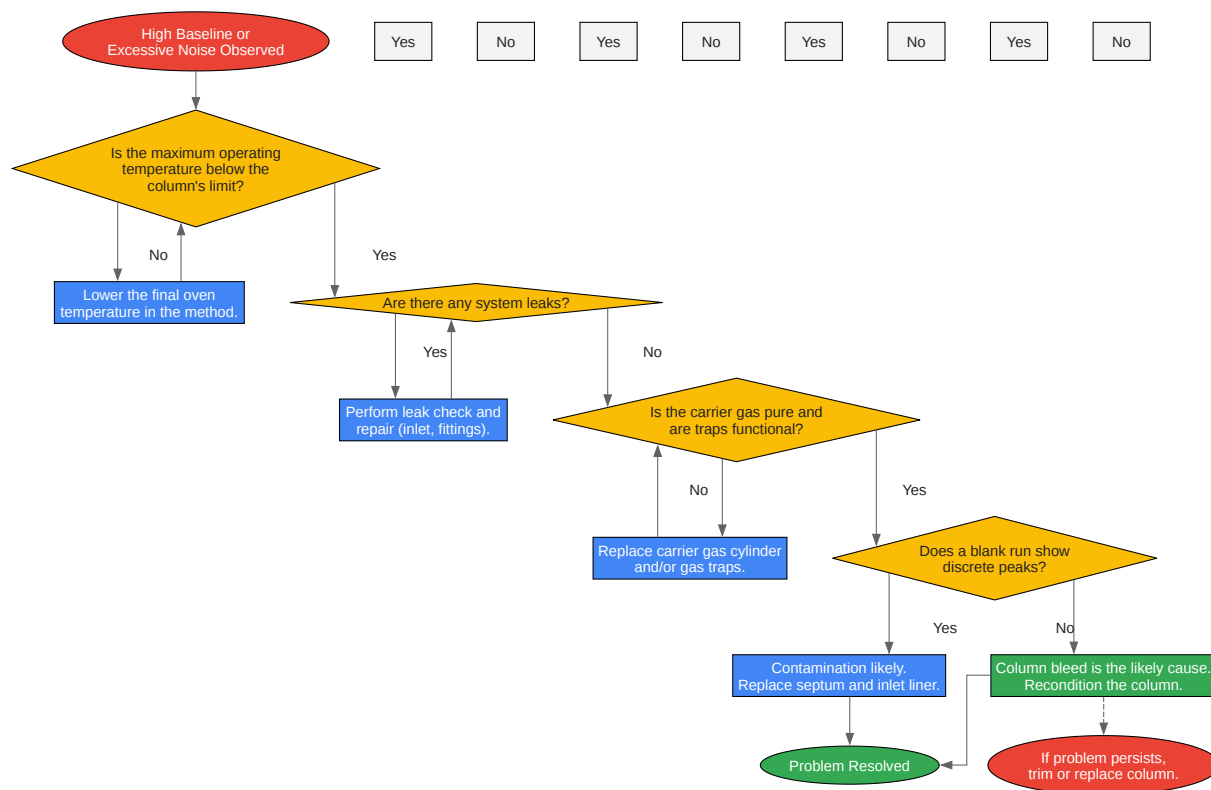 High Baseline or
Excessive Noise Observed
Yes
No
Yes
No
Yes
No
Yes
No
Is the maximum operating
temperature below the
column's limit?
No
Yes
Lower the final oven
temperature in the method.
Are there any system leaks?
Yes
No
Perform leak check and
repair (inlet, fittings).
Is the carrier gas pure and
are traps functional?
No
Yes
Replace carrier gas cylinder
and/or gas traps.
Does a blank run show
discrete peaks?
Yes
No
Contamination likely.
Replace septum and inlet liner.
Column bleed is the likely cause.
Recondition the column.
Problem Resolved
If problem persists,
trim or replace column.